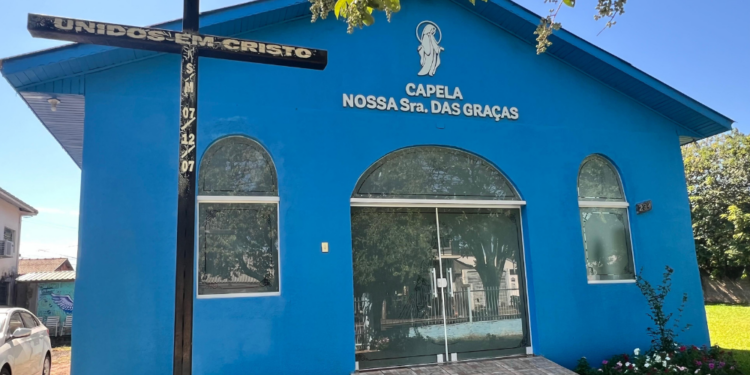 UNIDOS EM CRISTO
S
M
07
12
07
CAPELA
NOSSA Sra. DAS GRAÇAS